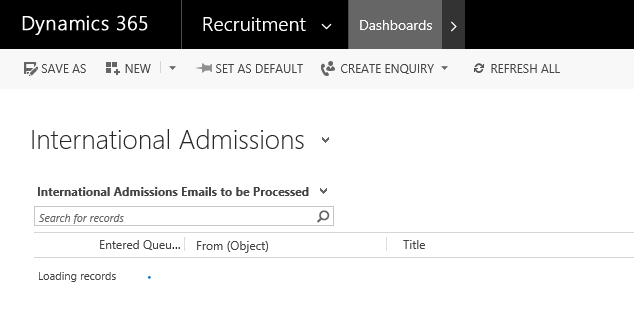 Dynamics 365 Recruitment Dashboards
SAVE AS NEW SET AS DEFAULT CREATE ENQUIRY REFRESH ALL
International Admissions
International Admissions Emails to be Processed
Search for records
Entered Queu... From (Object) Title
Loading records